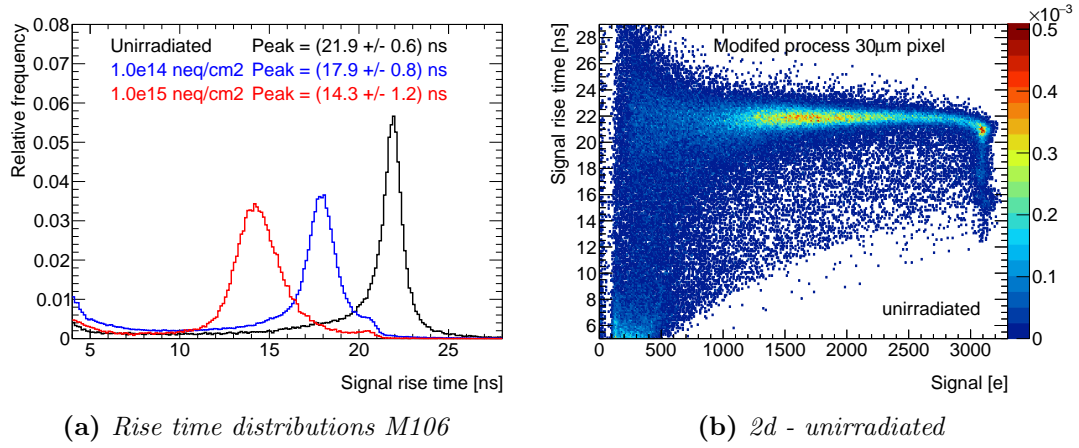 Relative frequency
0.08
0.07
0.06
0.05
0.04
0.03
0.02
0.01
0
Unirradiated Peak = (21.9 +/- 0.6) ns
1.0e14 neq/cm2 Peak = (17.9 +/- 0.8) ns
1.0e15 neq/cm2 Peak = (14.3 +/- 1.2) ns
5 10 15 20 25
Signal rise time [ns]
(a) Rise time distributions M106
Signal rise time [ns]
28
26
24
22
20
18
16
14
12
10
8
6
Modifed process 30μm pixel
unirradiated
0 500 1000 1500 2000 2500 3000
Signal [e]
×10⁻³
0.5
0.4
0.3
0.2
0.1
0
(b) 2d - unirradiated